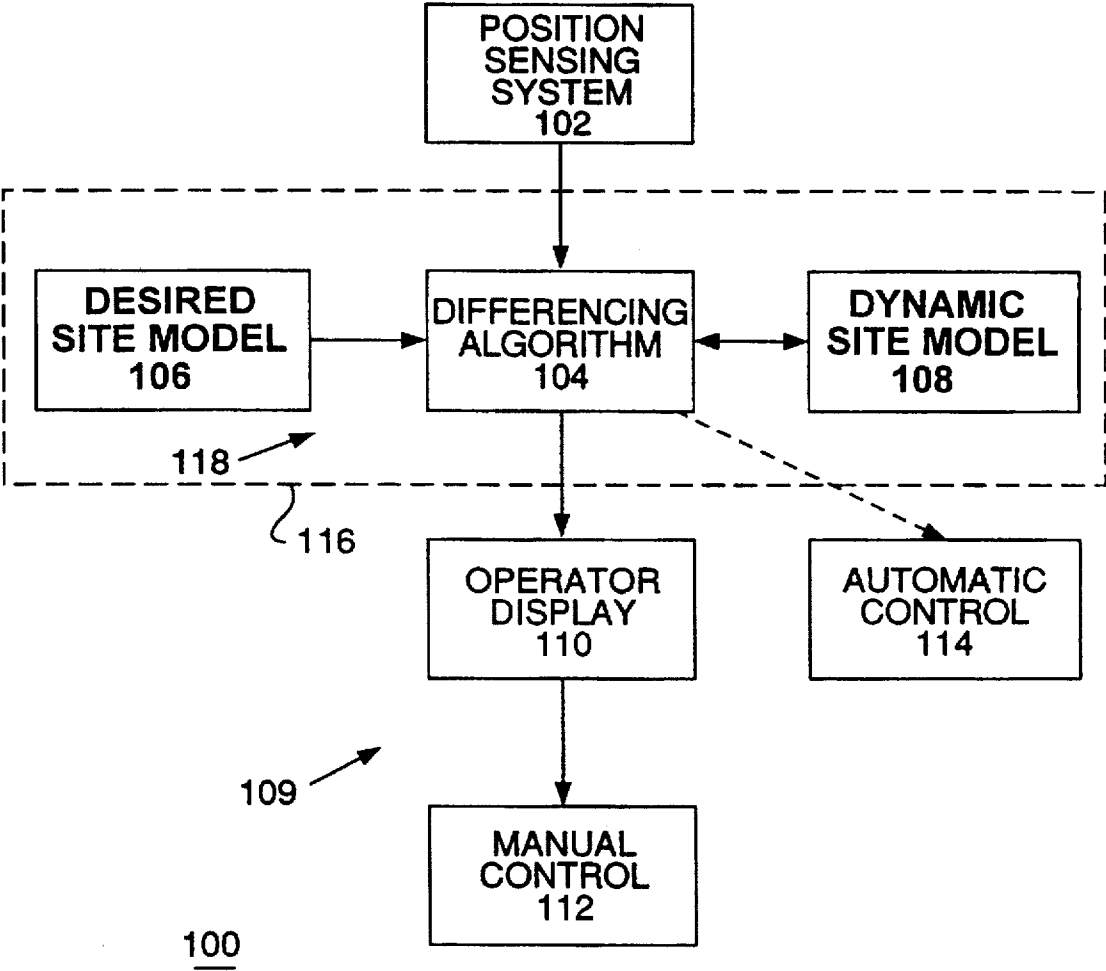 POSITION
SENSING
SYSTEM
102
DESIRED
SITE MODEL
106
DIFFERENCING
ALGORITHM
104
DYNAMIC
SITE MODEL
108
118
116
OPERATOR
DISPLAY
110
AUTOMATIC
CONTROL
114
109
MANUAL
CONTROL
112
100